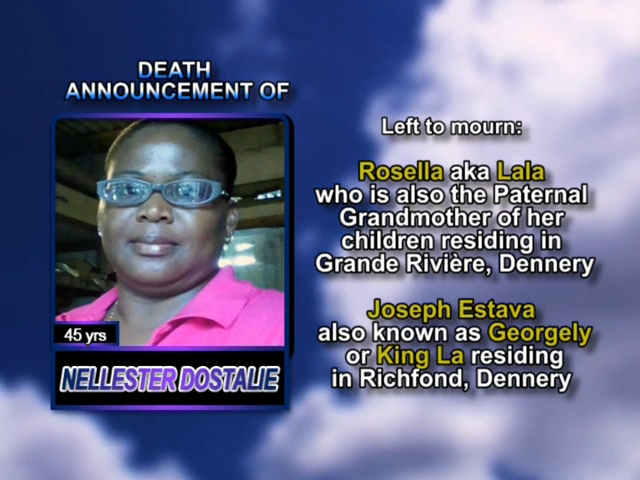 DEATH
ANNOUNCEMENT OF
45 yrs
NELLESTER DOSTALIE
Left to mourn:
Rosella aka Lala
who is also the Paternal
Grandmother of her
children residing in
Grande Rivière, Dennery
Joseph Estava
also known as Georgely
or King La residing
in Richfond, Dennery